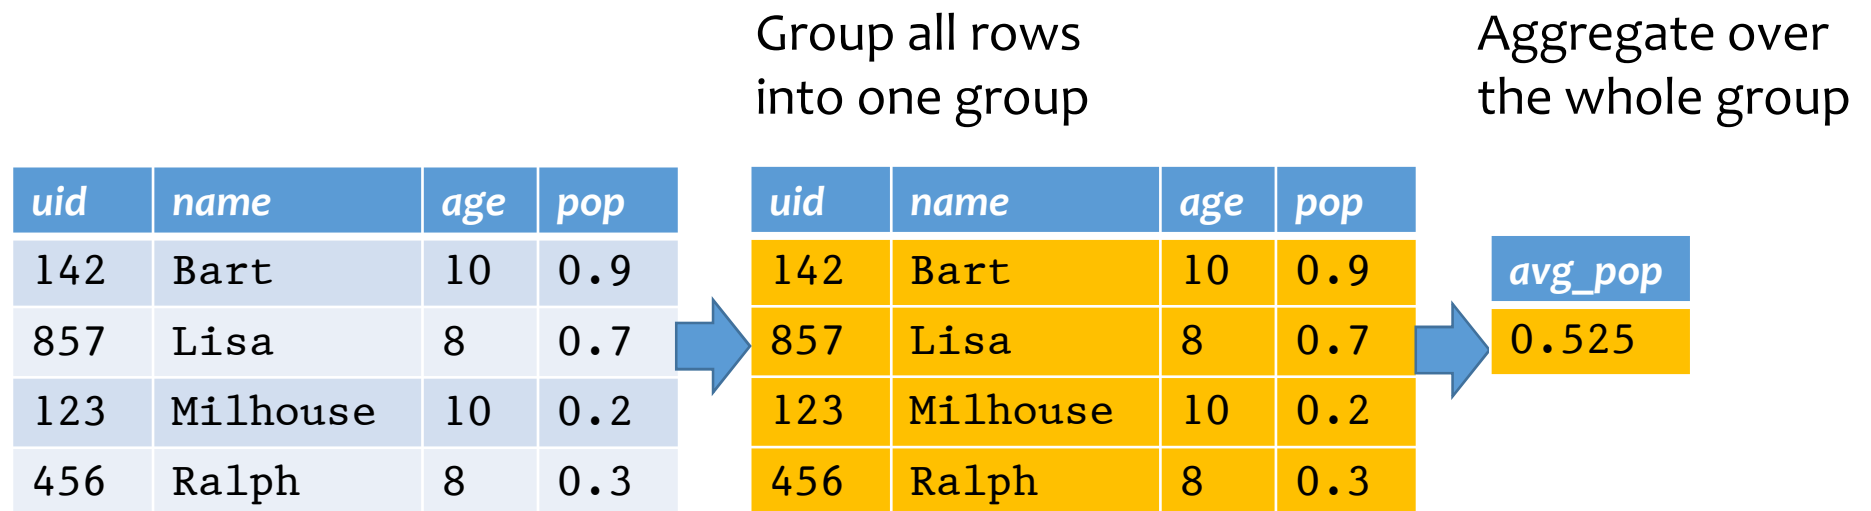 Group all rows
into one group
Aggregate over
the whole group
uid name age pop
142 Bart 10 0.9
857 Lisa 8 0.7
123 Milhouse 10 0.2
456 Ralph 8 0.3
uid name age pop
142 Bart 10 0.9
857 Lisa 8 0.7
123 Milhouse 10 0.2
456 Ralph 8 0.3
avg_pop
0.525